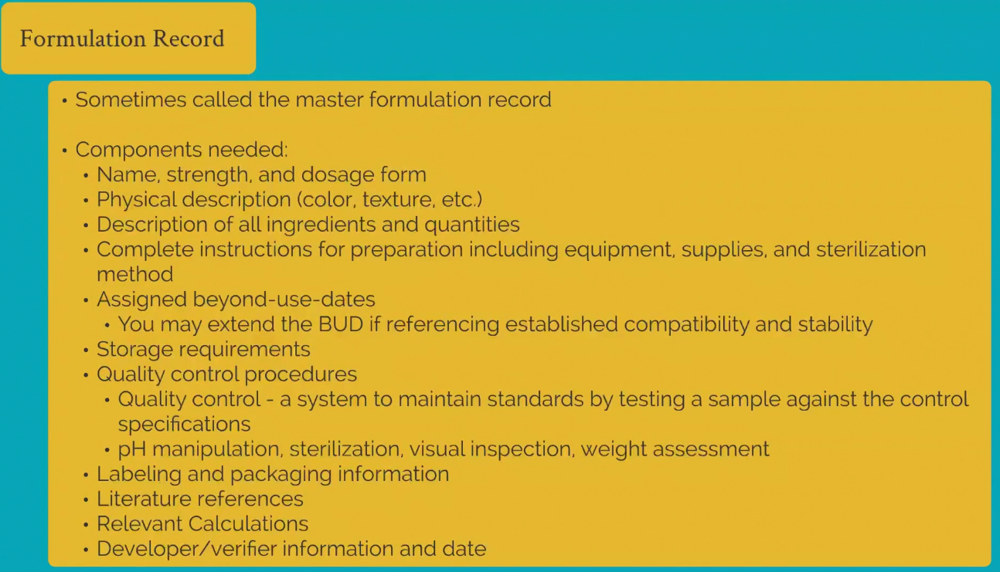 Formulation Record
• Sometimes called the master formulation record
• Components needed:
• Name, strength, and dosage form
• Physical description (color, texture, etc.)
• Description of all ingredients and quantities
• Complete instructions for preparation including equipment, supplies, and sterilization
method
• Assigned beyond-use-dates
• You may extend the BUD if referencing established compatibility and stability
• Storage requirements
• Quality control procedures
• Quality control - a system to maintain standards by testing a sample against the control
specifications
• pH manipulation, sterilization, visual inspection, weight assessment
• Labeling and packaging information
• Literature references
• Relevant Calculations
• Developer/verifier information and date